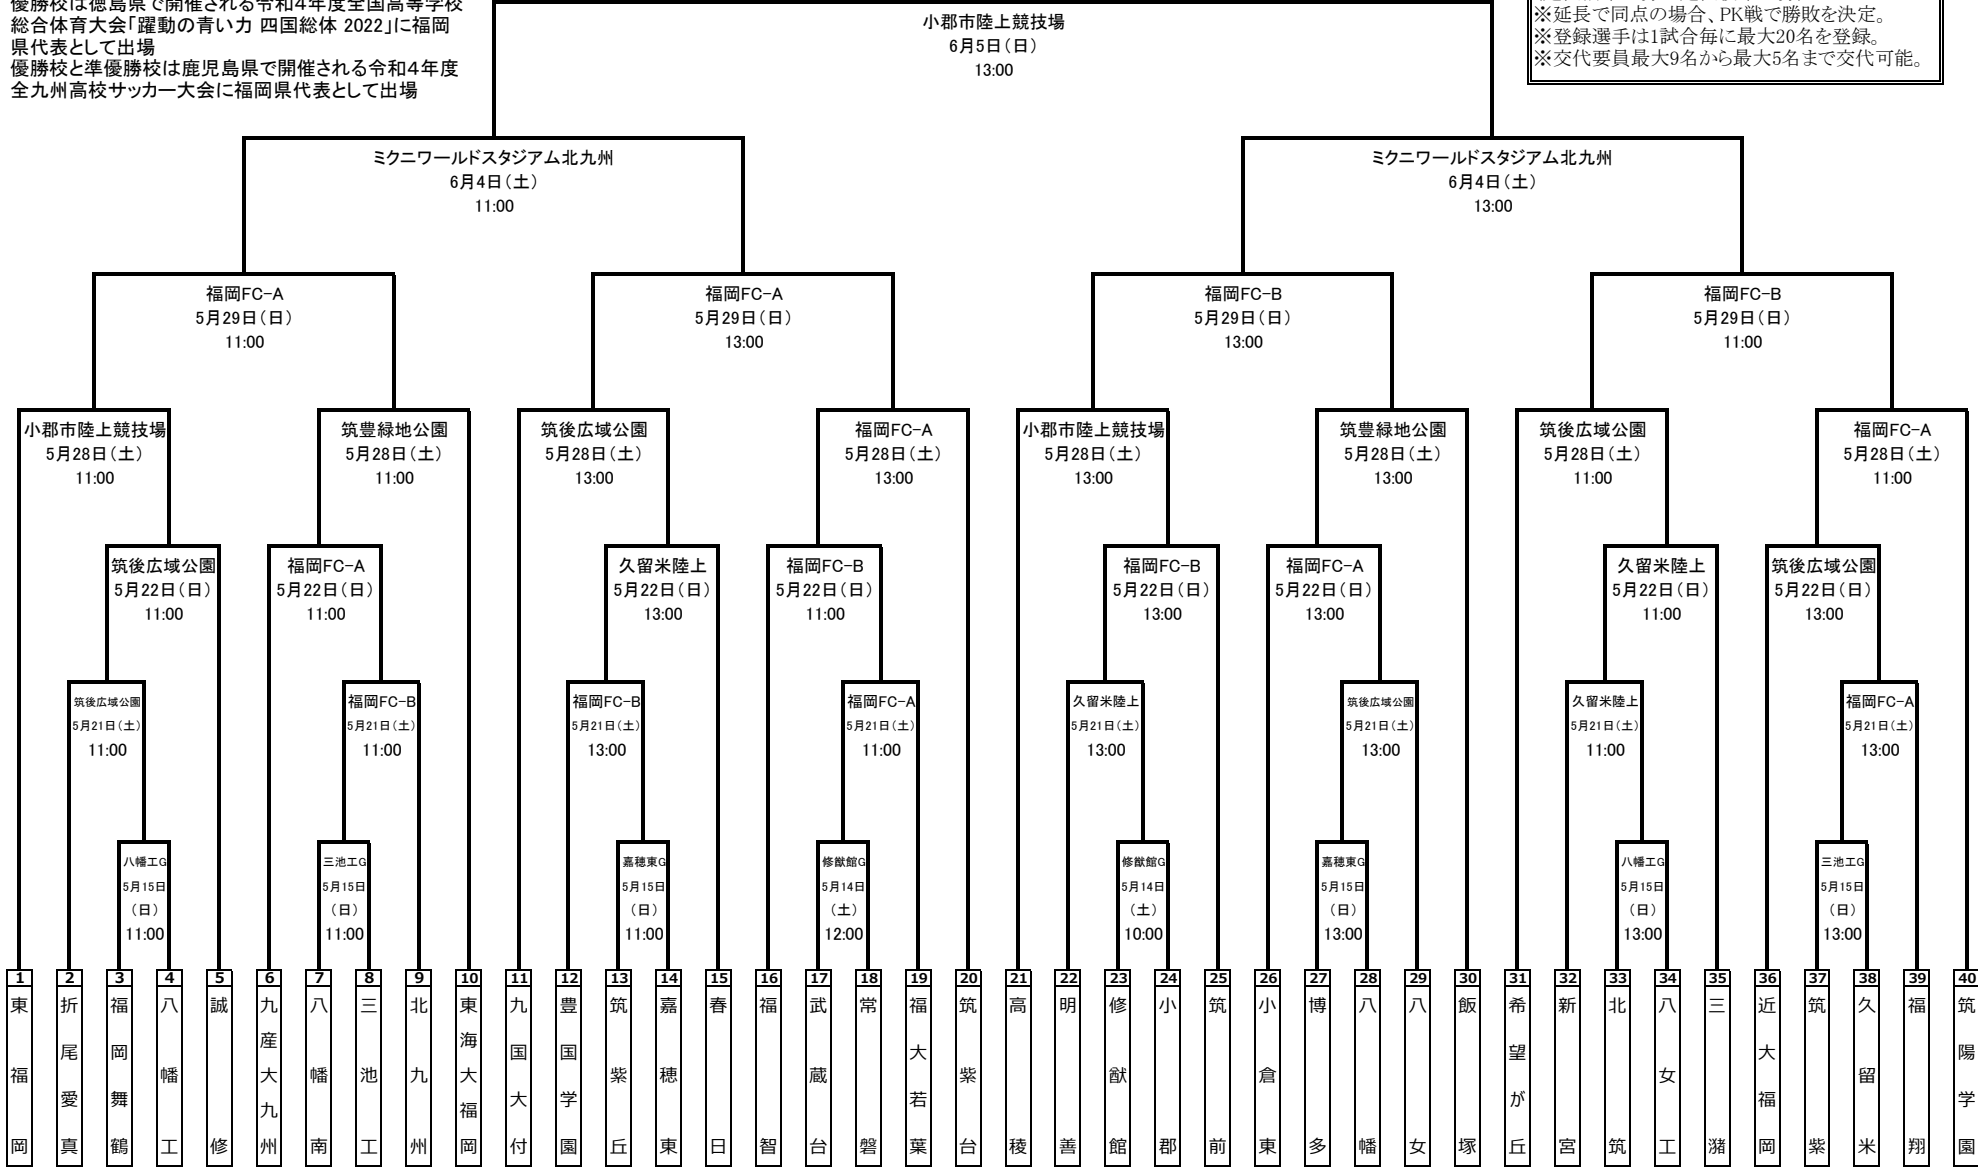 優勝校は徳島県で開催される令和4年度全国高等学校
総合体育大会「躍動の青い力 四国総体 2022」に福岡
県代表として出場
優勝校と準優勝校は鹿児島県で開催される令和4年度
全九州高校サッカー大会に福岡県代表として出場
小郡市陸上競技場
6月5日(日)
13:00
※延長で同点の場合、PK戦で勝敗を決定。
※登録選手は1試合毎に最大20名を登録。
※交代要員最大9名から最大5名まで交代可能。
ミクニワールドスタジアム北九州
6月4日(土)
11:00
ミクニワールドスタジアム北九州
6月4日(土)
13:00
福岡FC-A
5月29日(日)
11:00
福岡FC-A
5月29日(日)
13:00
福岡FC-B
5月29日(日)
13:00
福岡FC-B
5月29日(日)
11:00
小郡市陸上競技場
5月28日(土)
11:00
筑豊緑地公園
5月28日(土)
11:00
筑後広域公園
5月28日(土)
13:00
福岡FC-A
5月28日(土)
13:00
小郡市陸上競技場
5月28日(土)
13:00
筑豊緑地公園
5月28日(土)
13:00
筑後広域公園
5月28日(土)
11:00
福岡FC-A
5月28日(土)
11:00
筑後広域公園
5月22日(日)
11:00
福岡FC-A
5月22日(日)
11:00
久留米陸上
5月22日(日)
13:00
福岡FC-B
5月22日(日)
11:00
福岡FC-B
5月22日(日)
13:00
福岡FC-A
5月22日(日)
13:00
久留米陸上
5月22日(日)
11:00
筑後広域公園
5月22日(日)
13:00
筑後広域公園
5月21日(土)
11:00
福岡FC-B
5月21日(土)
11:00
福岡FC-B
5月21日(土)
13:00
福岡FC-A
5月21日(土)
11:00
久留米陸上
5月21日(土)
13:00
筑後広域公園
5月21日(土)
13:00
久留米陸上
5月21日(土)
11:00
福岡FC-A
5月21日(土)
13:00
八幡工G
5月15日
(日)
11:00
三池工G
5月15日
(日)
11:00
嘉穂東G
5月15日
(日)
11:00
修猷館G
5月14日
(土)
12:00
修猷館G
5月14日
(土)
10:00
嘉穂東G
5月15日
(日)
13:00
八幡工G
5月15日
(日)
13:00
三池工G
5月15日
(日)
13:00
1
東福岡
2
折尾愛真
3
福岡舞鶴
4
八幡工
5
誠修
6
九産大九州
7
八幡南
8
三池工
9
北九州
10
東海大福岡
11
九国大付
12
豊国学園
13
筑紫丘
14
嘉穂東
15
春日
16
福智
17
武蔵台
18
常磐
19
福大若葉
20
筑紫台
21
高稜
22
明善
23
修猷館
24
小郡
25
筑前
26
小倉東
27
博多
28
八幡
29
八女
30
飯塚
31
希望が丘
32
新宮
33
北筑
34
八女工
35
三潴
36
近大福岡
37
筑紫
38
久留米
39
福翔
40
筑陽学園